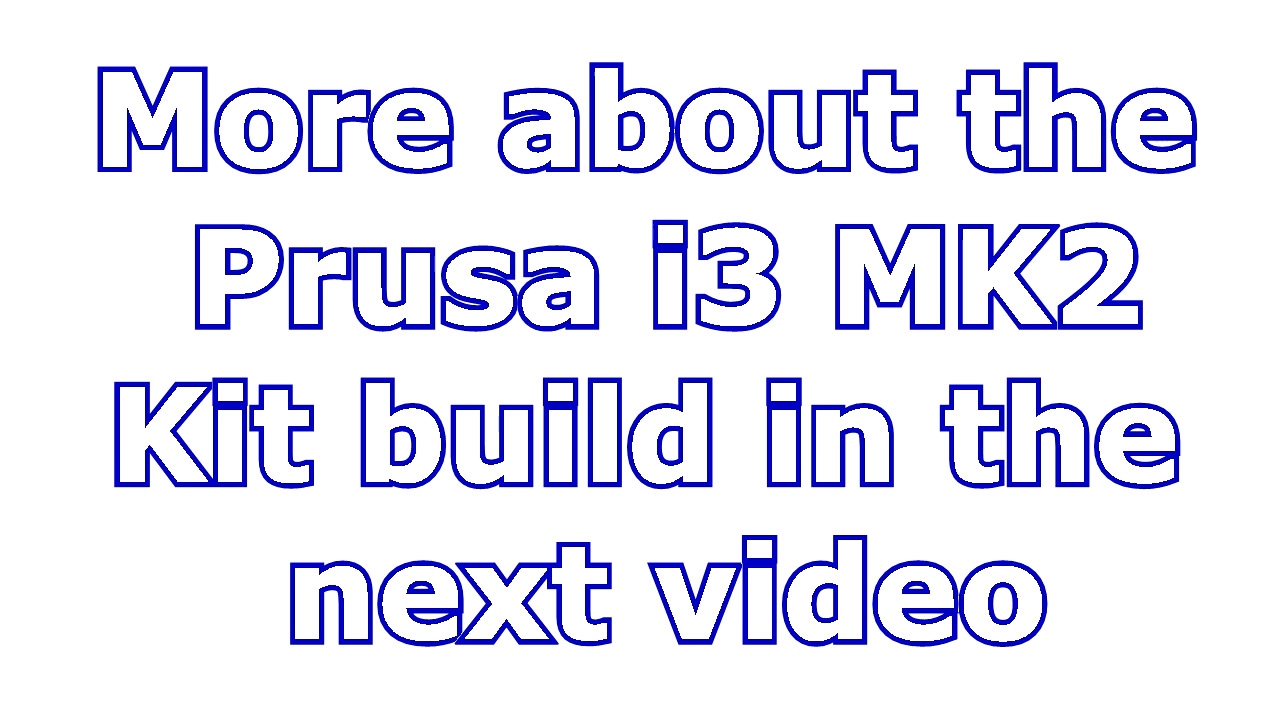 More about the
Prusa i3 MK2
Kit build in the
next video